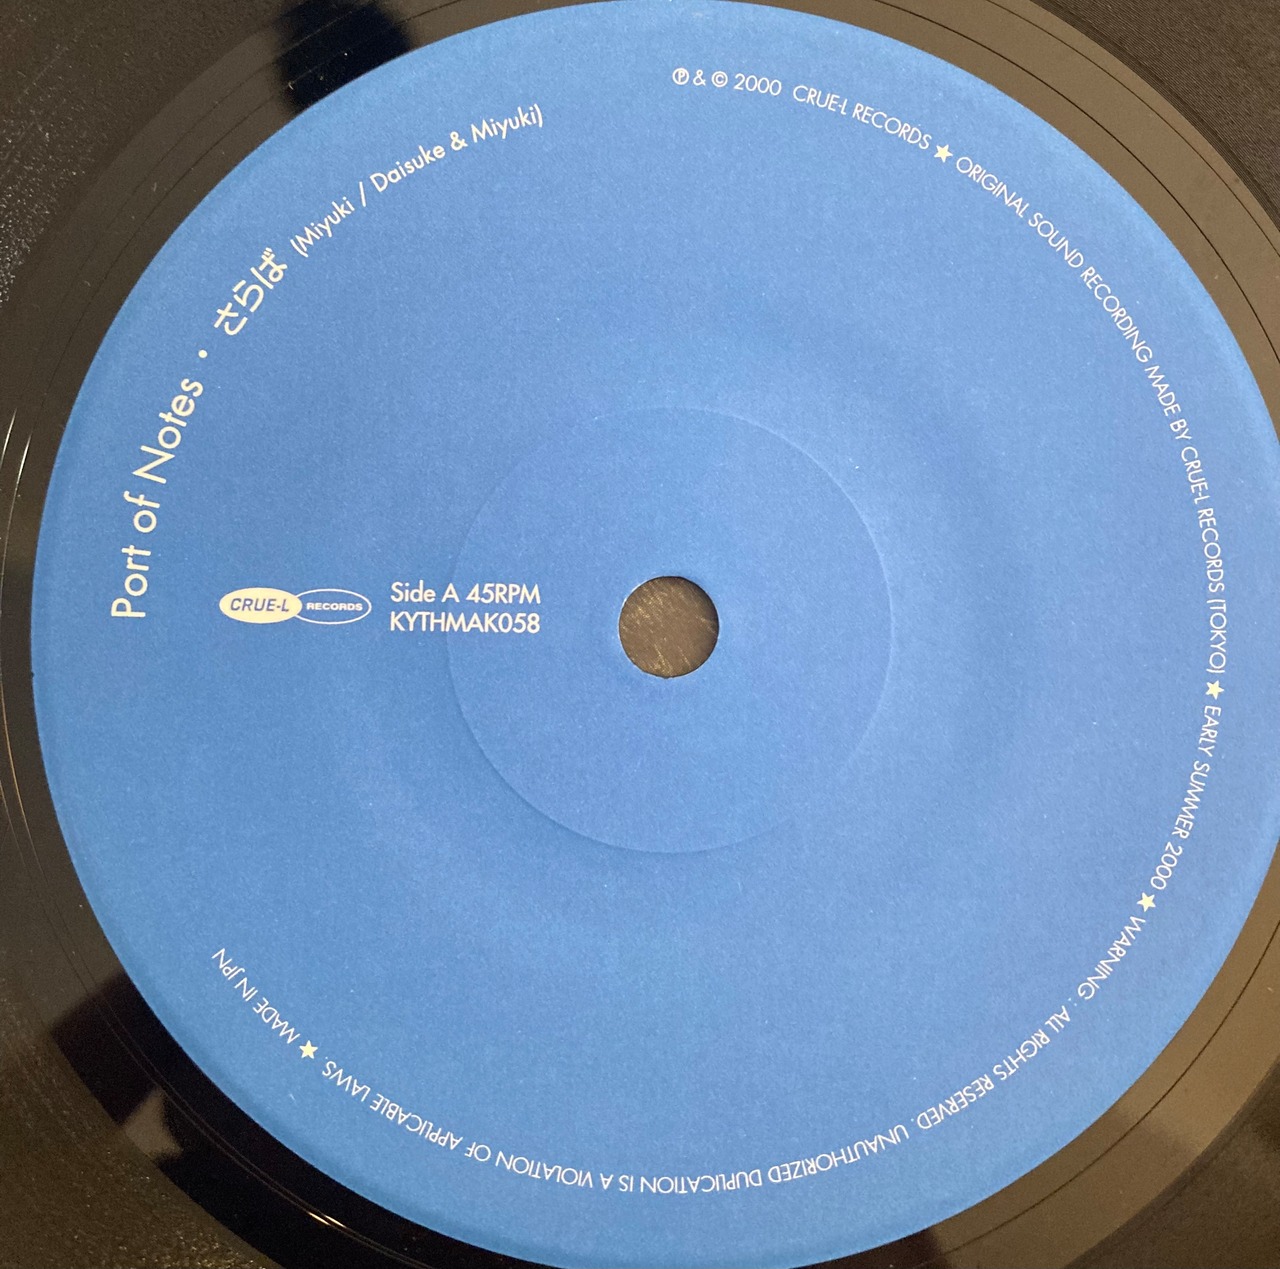 Port of Notes・さらば (Miyuki / Daisuke & Miyuki)
℗ & © 2000 CRUE-L RECORDS ★ ORIGINAL SOUND RECORDING MADE BY CRUE-L RECORDS (TOKYO) ★ EARLY SUMMER 2000 ★ WARNING : ALL RIGHTS RESERVED. UNAUTHORIZED DUPLICATION IS A VIOLATION OF APPLICABLE LAWS. ★ MADE IN JPN
CRUE-L RECORDS
Side A 45RPM
KYTHMAK058